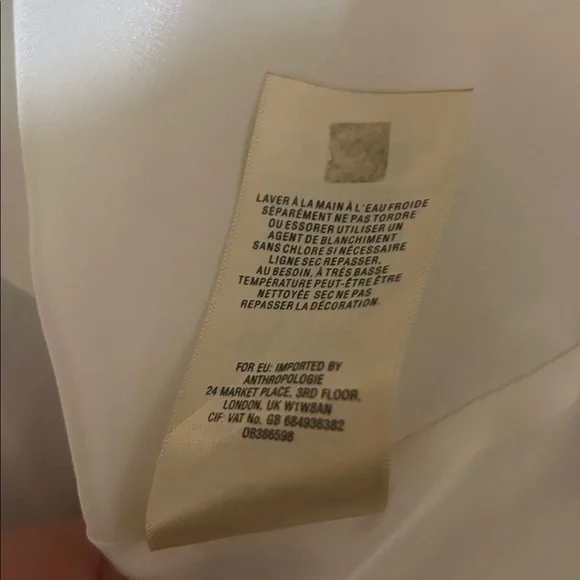 LAVER À LA MAIN À L'EAU FROIDE
SÉPARÉMENT NE PAS TORDRE
OU ESSORER UTILISER UN
AGENT DE BLANCHIMENT
SANS CHLORE SI NÉCESSAIRE
LIGNE SEC REPASSER,
AU BESOIN, À TRÈS BASSE
TEMPÉRATURE PEUT-ÊTRE ÊTRE
NETTOYÉE SEC NE PAS
REPASSER LA DÉCORATION.
FOR EU: IMPORTED BY
ANTHROPOLOGIE
24 MARKET PLACE, 3RD FLOOR,
LONDON, UK W1W8AN
CIF: VAT No. GB 684936382
OB386598